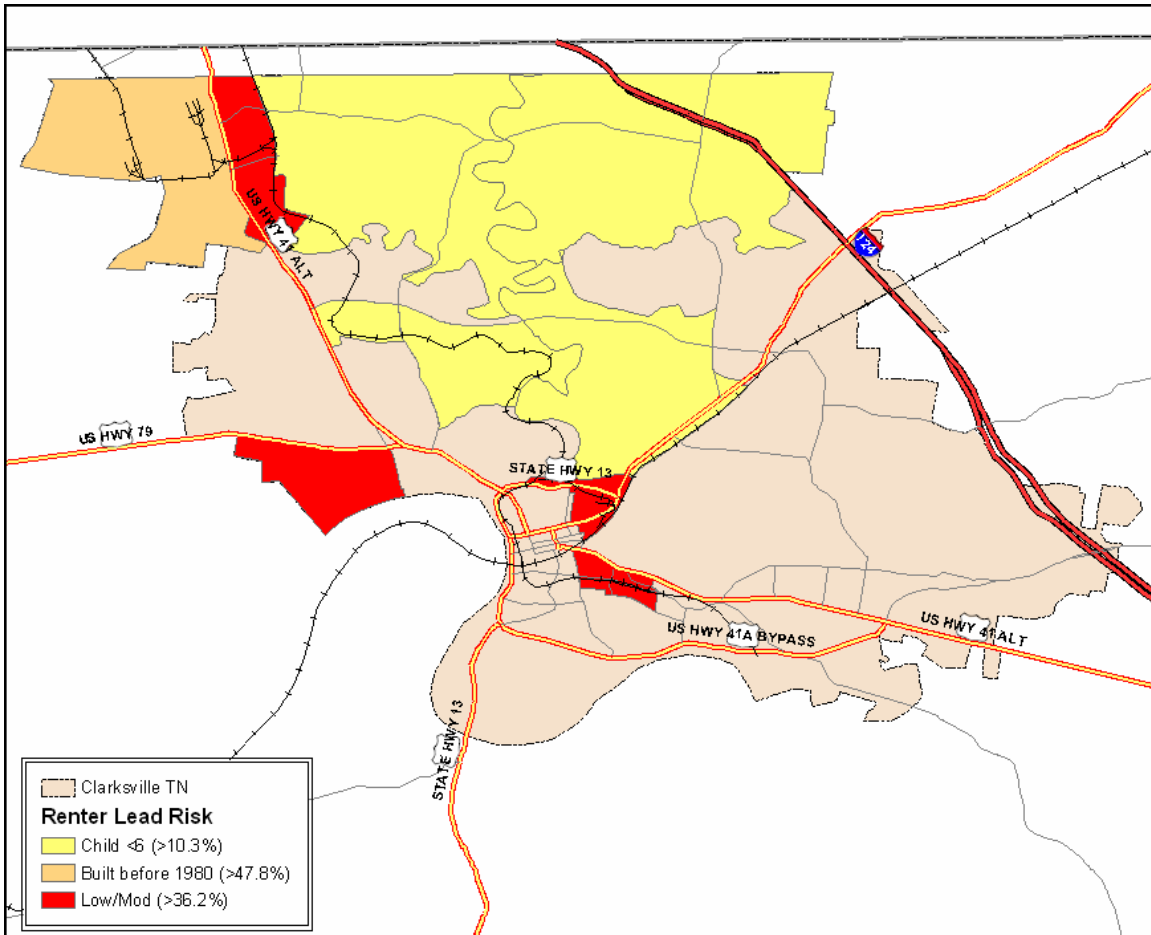 US HWY 41 ALT
I 24
US HWY 79
STATE HWY 13
US HWY 41A BYPASS
US HWY 41 ALT
STATE HWY 13
Clarksville TN
Renter Lead Risk
Child <6 (>10.3%)
Built before 1980 (>47.8%)
Low/Mod (>36.2%)